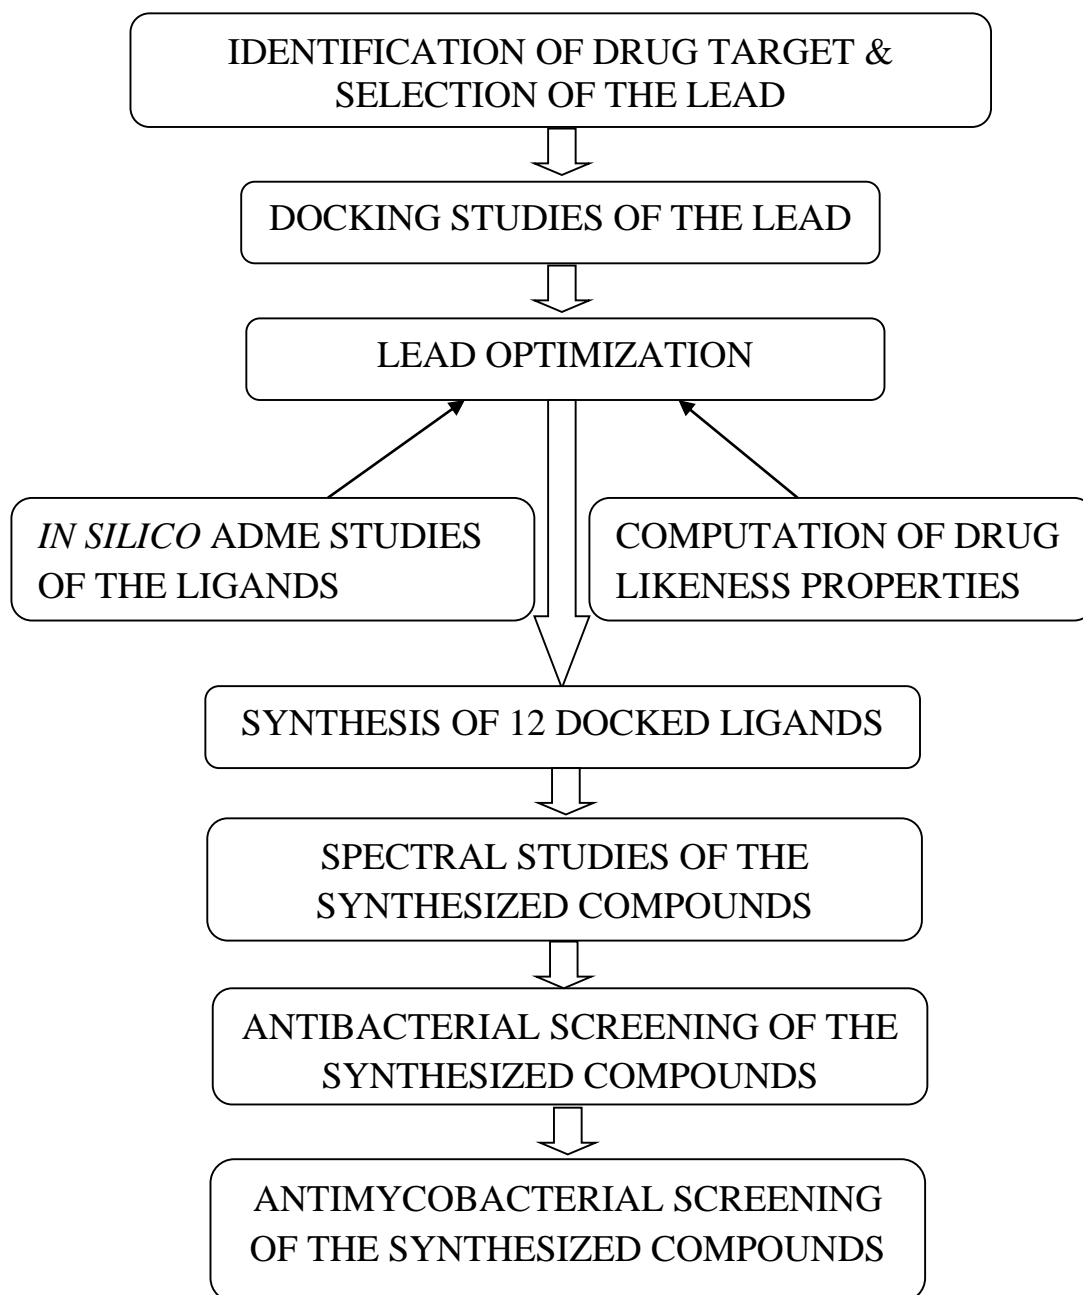 IDENTIFICATION OF DRUG TARGET &
SELECTION OF THE LEAD
DOCKING STUDIES OF THE LEAD
LEAD OPTIMIZATION
IN SILICO ADME STUDIES
OF THE LIGANDS
COMPUTATION OF DRUG
LIKENESS PROPERTIES
SYNTHESIS OF 12 DOCKED LIGANDS
SPECTRAL STUDIES OF THE
SYNTHESIZED COMPOUNDS
ANTIBACTERIAL SCREENING OF THE
SYNTHESIZED COMPOUNDS
ANTIMYCOBACTERIAL SCREENING
OF THE SYNTHESIZED COMPOUNDS